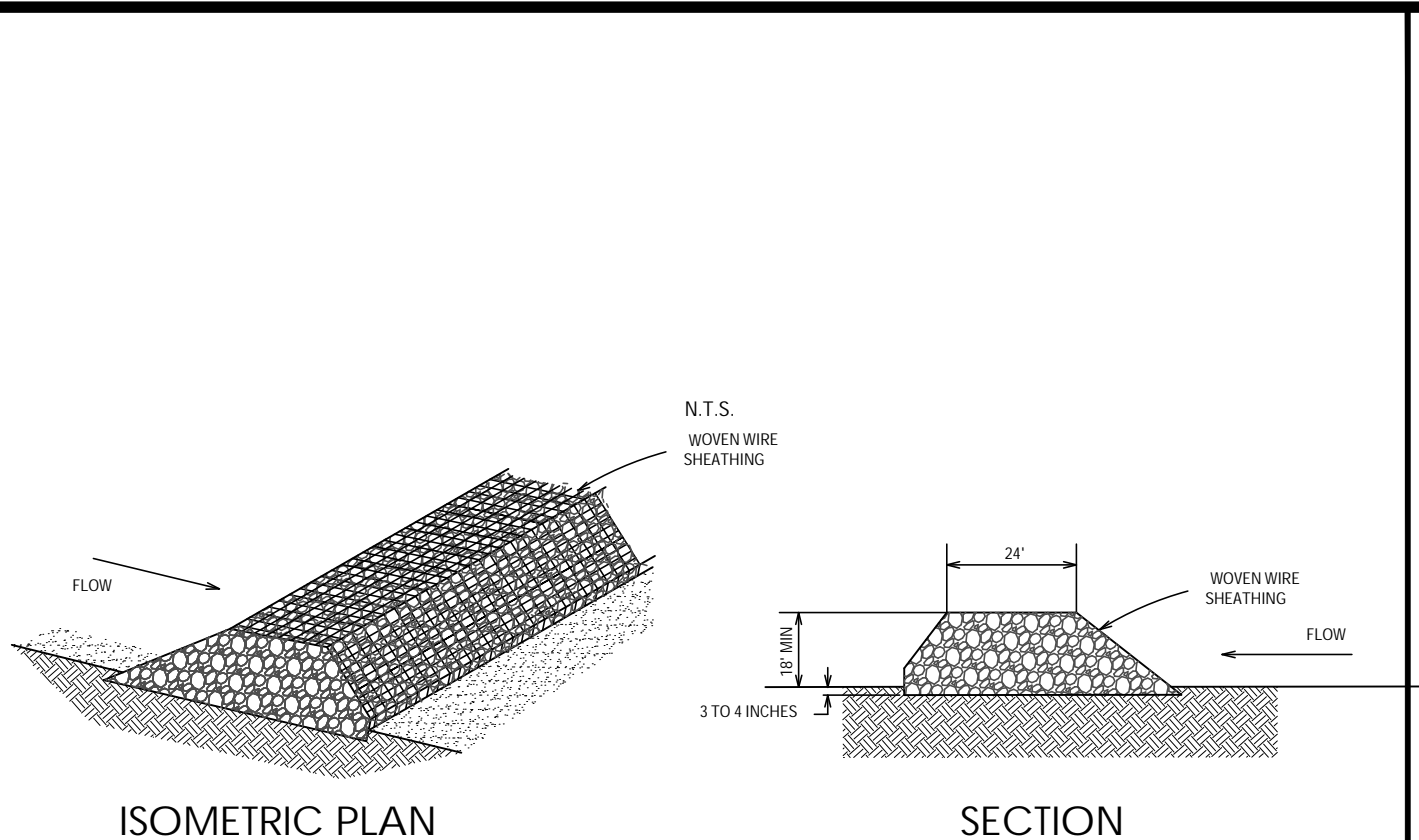 N.T.S.
WOVEN WIRE
SHEATHING
FLOW
24'
WOVEN WIRE
SHEATHING
18' MIN
FLOW
3 TO 4 INCHES
ISOMETRIC PLAN
SECTION